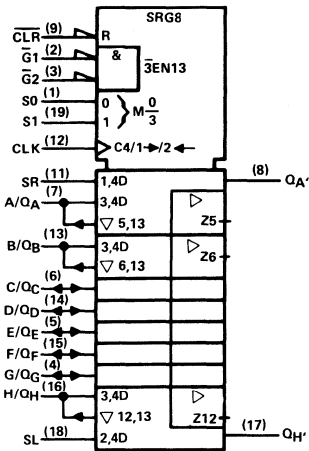 SRG8
CLR (9) R
G1 (2) &
G2 (3) 3EN13
S0 (1) 0 M 0/3
S1 (19) 1
CLK (12) C4/1→/2←
SR (11) 1,4D (8) QA'
A/QA (7) 3,4D ▷
▽ 5,13 Z5
B/QB (13) 3,4D ▷
▽ 6,13 Z6
C/QC (6)
D/QD (14)
E/QE (5)
F/QF (15)
G/QG (4)
H/QH (16) 3,4D ▷
▽ 12,13 Z12
SL (18) 2,4D (17) QH'